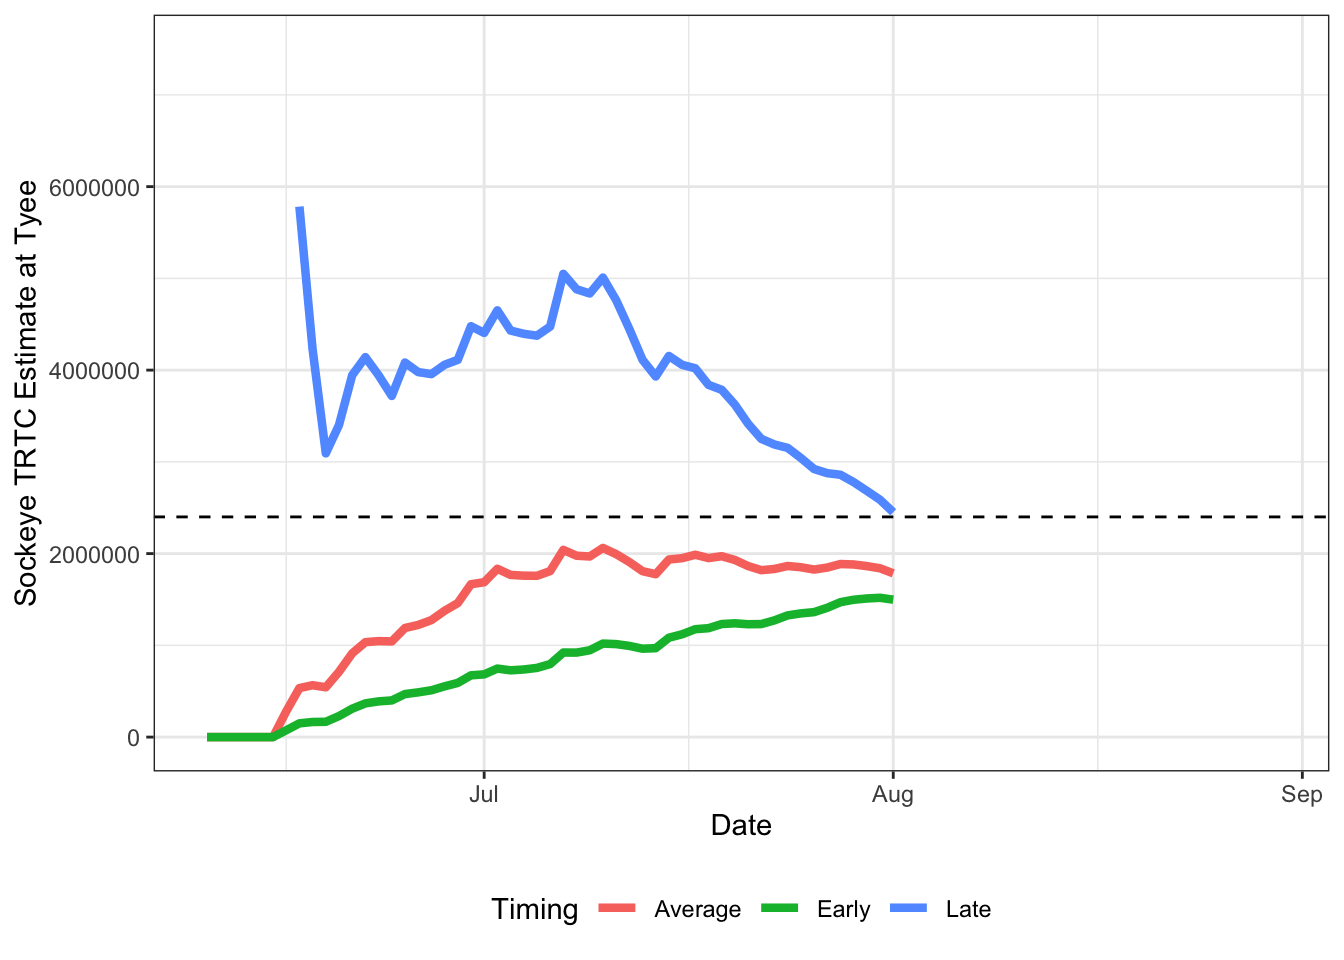 Sockeye TRTC Estimate at Tyee
6000000
4000000
2000000
0
Jul Aug Sep
Date
Timing Average Early Late